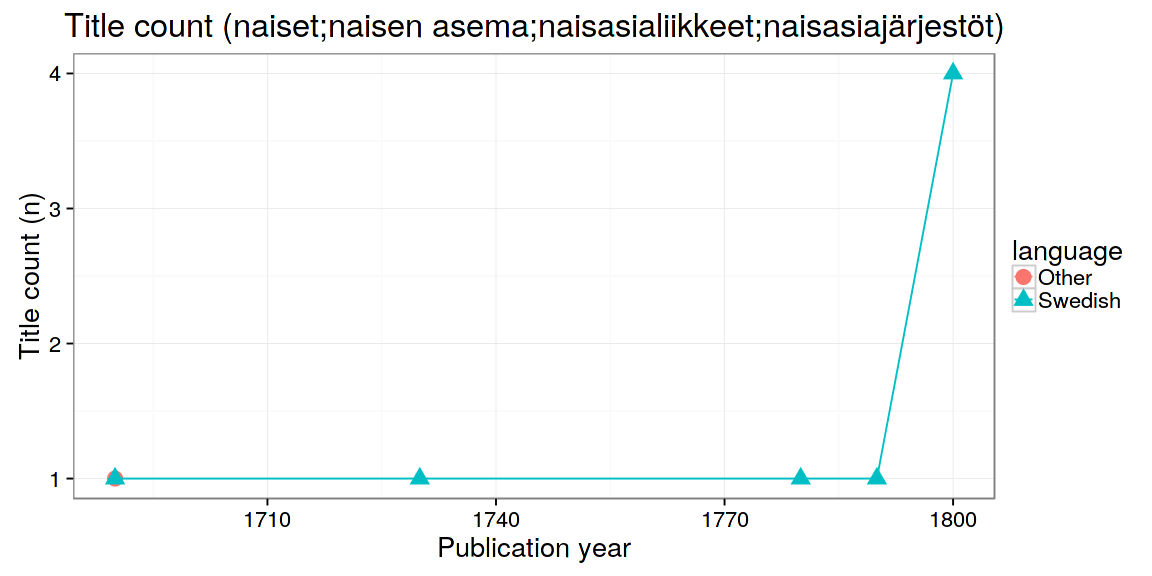 Title count (naiset;naisen asema;naisasialiikkeet;naisasiajärjestöt)
4
3
2
1
Title count (n)
1710 1740 1770 1800
Publication year
language
Other
Swedish